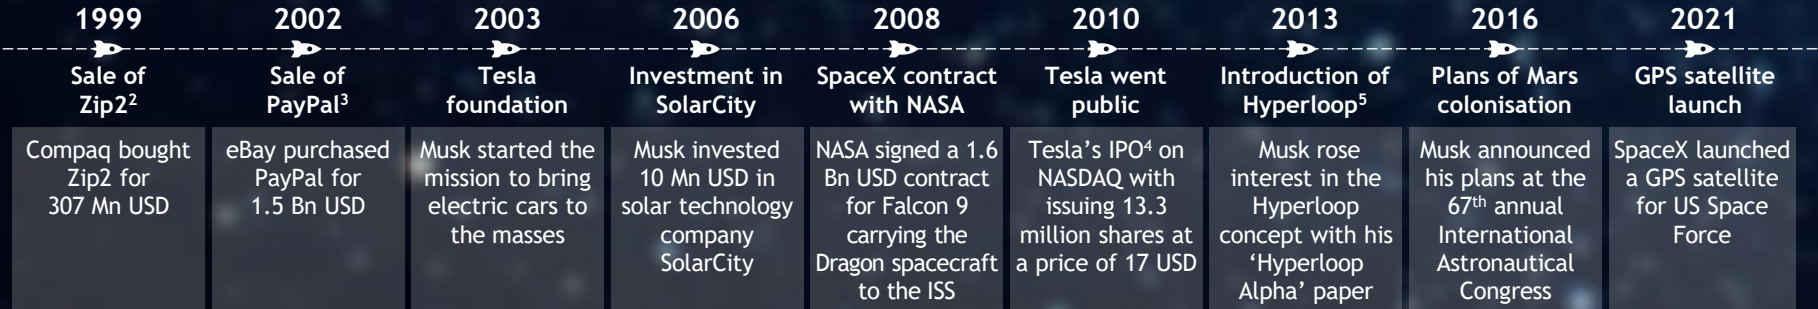 1999
Sale of
Zip2²
Compaq bought
Zip2 for
307 Mn USD
2002
Sale of
PayPal³
eBay purchased
PayPal for
1.5 Bn USD
2003
Tesla
foundation
Musk started the
mission to bring
electric cars to
the masses
2006
Investment in
SolarCity
Musk invested
10 Mn USD in
solar technology
company
SolarCity
2008
SpaceX contract
with NASA
NASA signed a 1.6
Bn USD contract
for Falcon 9
carrying the
Dragon spacecraft
to the ISS
2010
Tesla went
public
Tesla’s IPO⁴ on
NASDAQ with
issuing 13.3
million shares at
a price of 17 USD
2013
Introduction of
Hyperloop⁵
Musk rose
interest in the
Hyperloop
concept with his
‘Hyperloop
Alpha’ paper
2016
Plans of Mars
colonisation
Musk announced
his plans at the
67th annual
International
Astronautical
Congress
2021
GPS satellite
launch
SpaceX launched
a GPS satellite
for US Space
Force